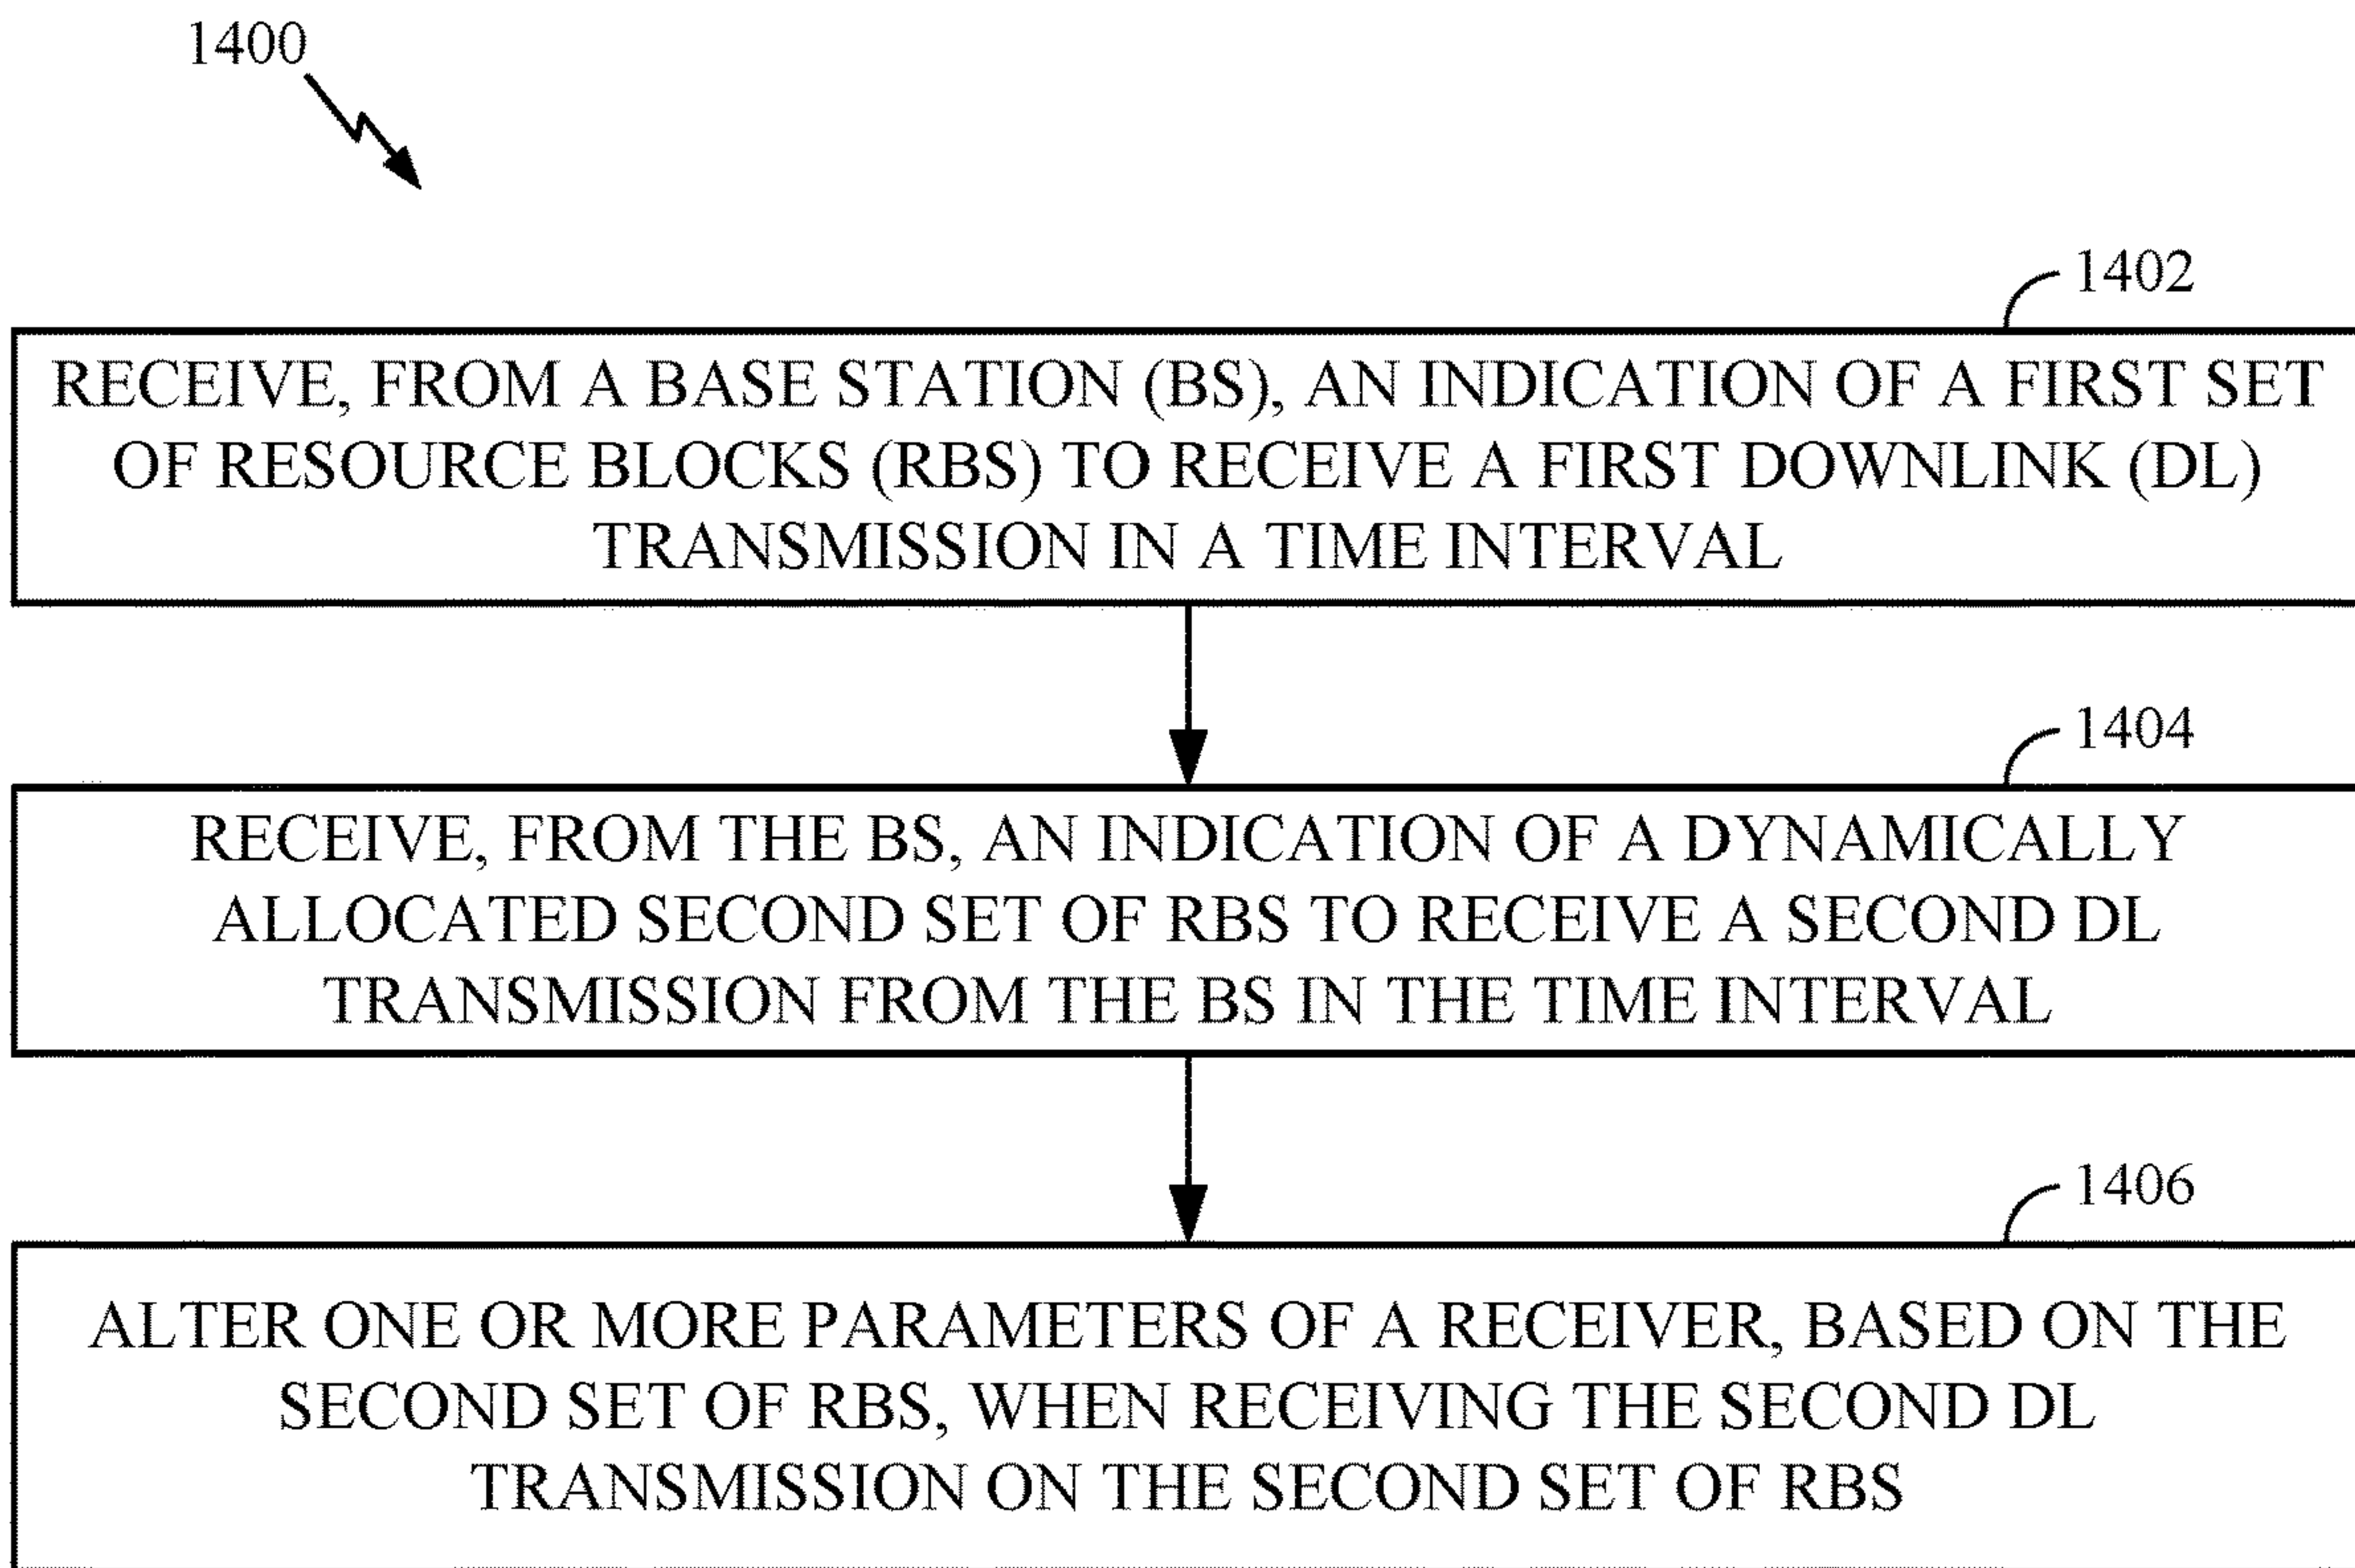 1400
1402
RECEIVE, FROM A BASE STATION (BS), AN INDICATION OF A FIRST SET
OF RESOURCE BLOCKS (RBS) TO RECEIVE A FIRST DOWNLINK (DL)
TRANSMISSION IN A TIME INTERVAL
1404
RECEIVE, FROM THE BS, AN INDICATION OF A DYNAMICALLY
ALLOCATED SECOND SET OF RBS TO RECEIVE A SECOND DL
TRANSMISSION FROM THE BS IN THE TIME INTERVAL
1406
ALTER ONE OR MORE PARAMETERS OF A RECEIVER, BASED ON THE
SECOND SET OF RBS, WHEN RECEIVING THE SECOND DL
TRANSMISSION ON THE SECOND SET OF RBS